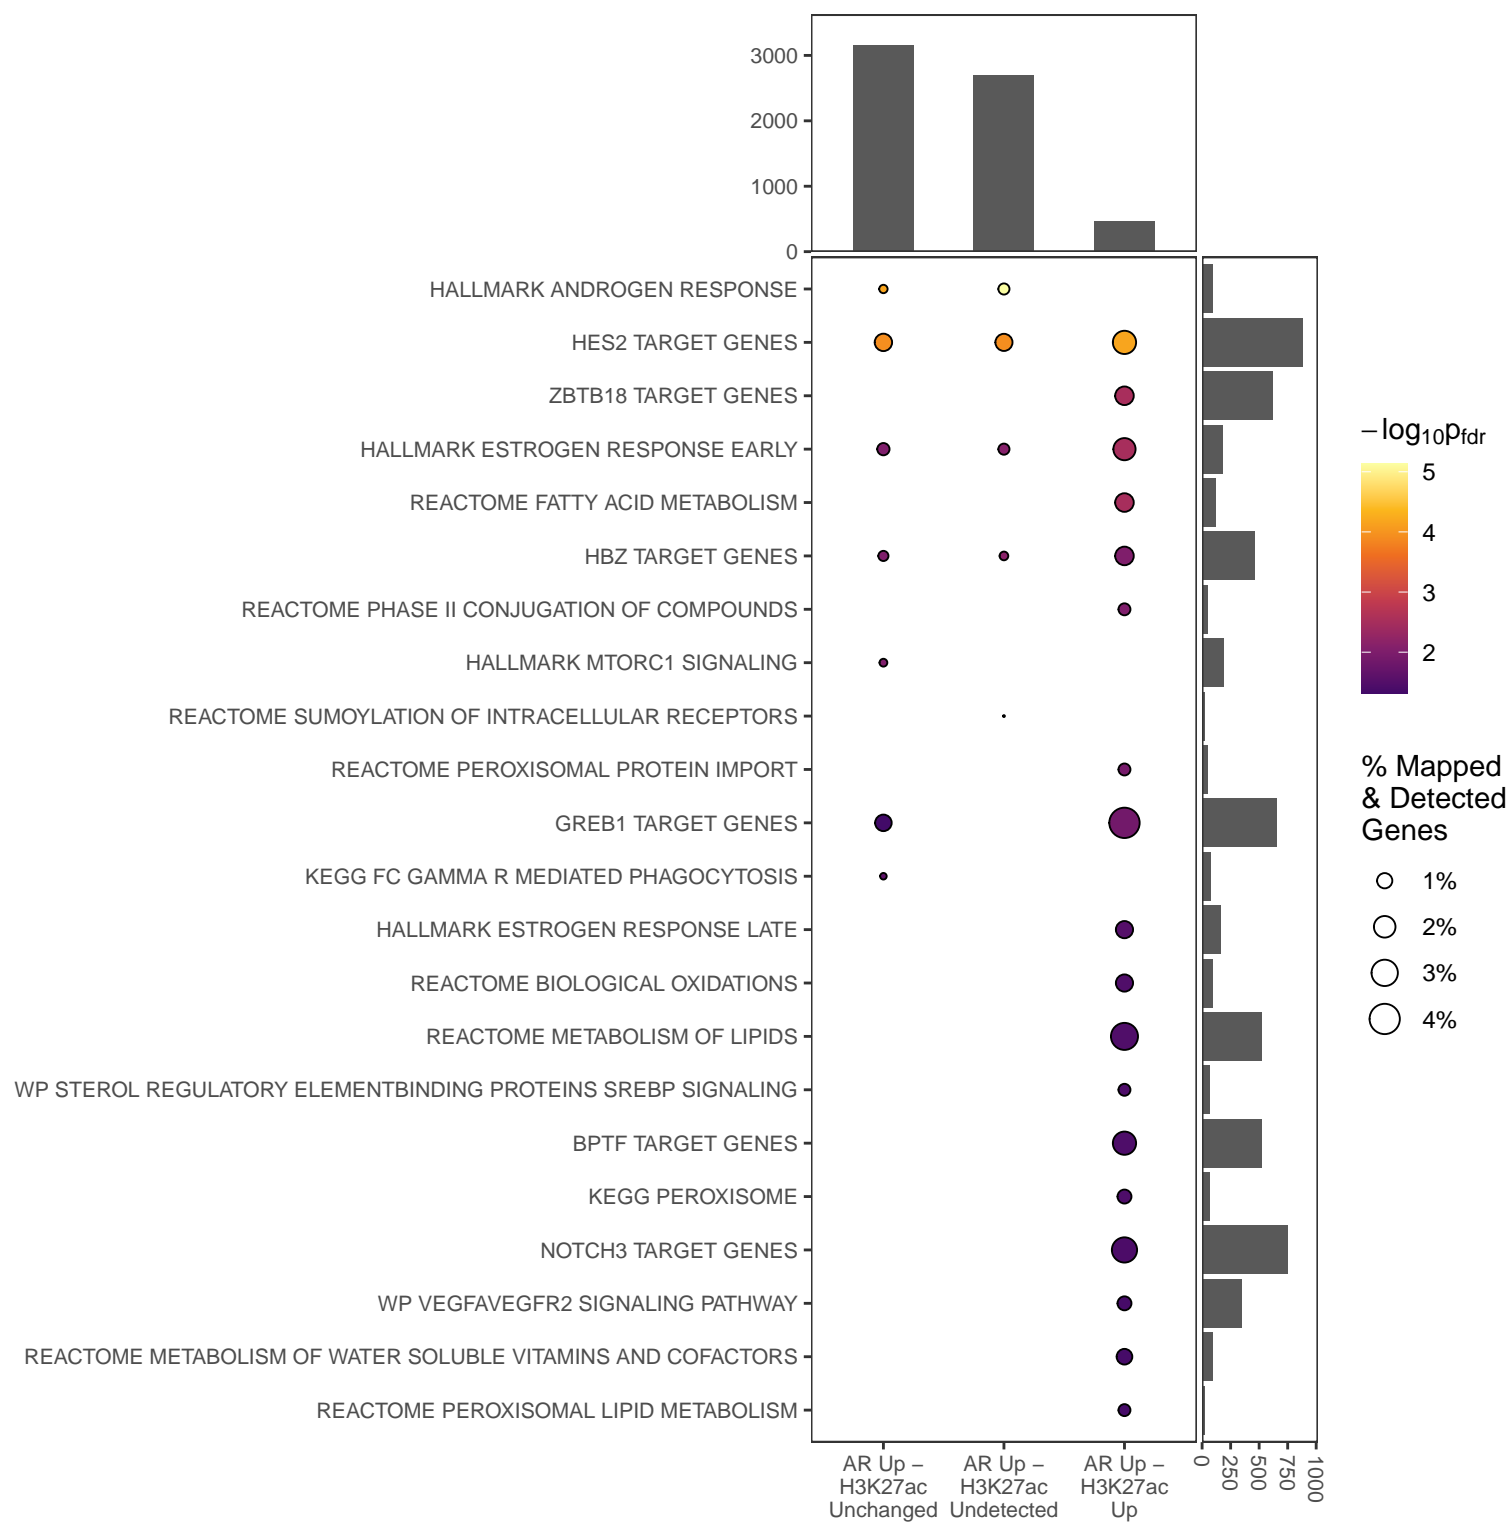 3000
2000
1000
0
HALLMARK ANDROGEN RESPONSE
HES2 TARGET GENES
ZBTB18 TARGET GENES
HALLMARK ESTROGEN RESPONSE EARLY
REACTOME FATTY ACID METABOLISM
HBZ TARGET GENES
REACTOME PHASE II CONJUGATION OF COMPOUNDS
HALLMARK MTORC1 SIGNALING
REACTOME SUMOYLATION OF INTRACELLULAR RECEPTORS
REACTOME PEROXISOMAL PROTEIN IMPORT
GREB1 TARGET GENES
KEGG FC GAMMA R MEDIATED PHAGOCYTOSIS
HALLMARK ESTROGEN RESPONSE LATE
REACTOME BIOLOGICAL OXIDATIONS
REACTOME METABOLISM OF LIPIDS
WP STEROL REGULATORY ELEMENTBINDING PROTEINS SREBP SIGNALING
BPTF TARGET GENES
KEGG PEROXISOME
NOTCH3 TARGET GENES
WP VEGFAVEGFR2 SIGNALING PATHWAY
REACTOME METABOLISM OF WATER SOLUBLE VITAMINS AND COFACTORS
REACTOME PEROXISOMAL LIPID METABOLISM
AR Up –
H3K27ac
Unchanged
AR Up –
H3K27ac
Undetected
AR Up –
H3K27ac
Up
0
250
500
750
1000
−log10pfdr
5
4
3
2
% Mapped
& Detected
Genes
1%
2%
3%
4%